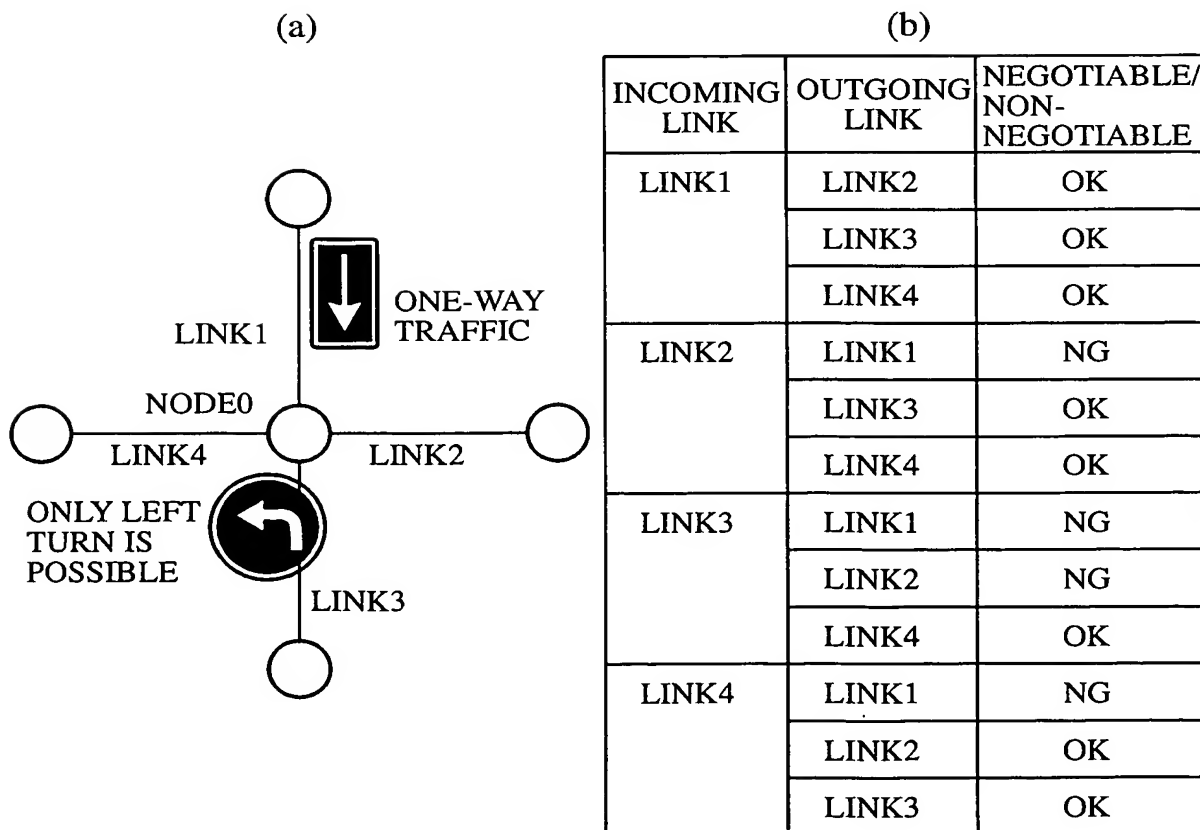 (a)
ONE-WAY
TRAFFIC
LINK1
NODE0
LINK4
LINK2
ONLY LEFT
TURN IS
POSSIBLE
LINK3
(b)
INCOMING
LINK
OUTGOING
LINK
NEGOTIABLE/
NON-
NEGOTIABLE
LINK1
LINK2
OK
LINK3
OK
LINK4
OK
LINK2
LINK1
NG
LINK3
OK
LINK4
OK
LINK3
LINK1
NG
LINK2
NG
LINK4
OK
LINK4
LINK1
NG
LINK2
OK
LINK3
OK